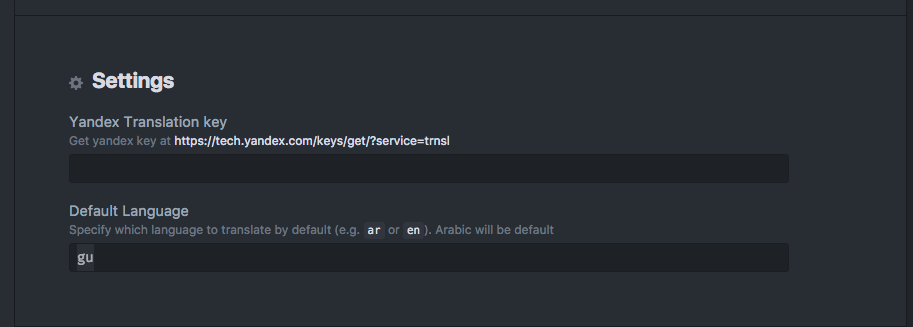 Settings
Yandex Translation key
Get yandex key at https://tech.yandex.com/keys/get/?service=trnsl
Default Language
Specify which language to translate by default (e.g. ar or en ). Arabic will be default
gu